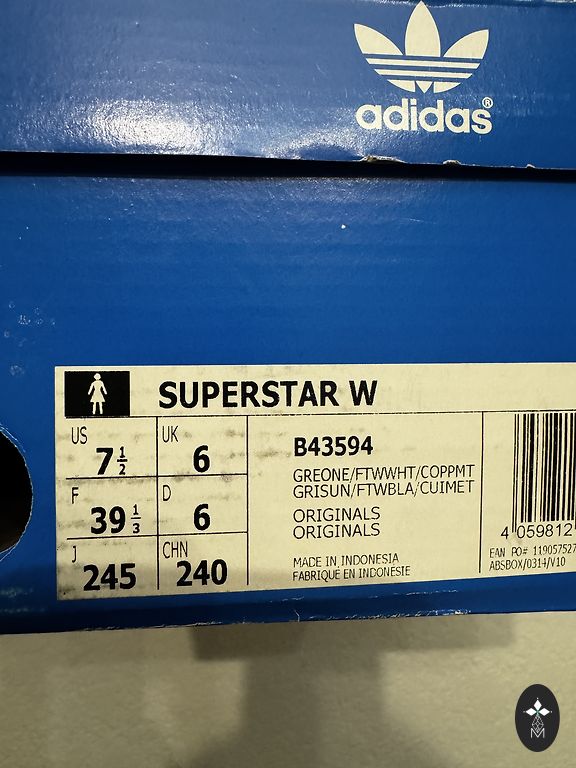 adidas®
SUPERSTAR W
US 7 1/2 UK 6
F 39 1/3 D 6
J 245 CHN 240
B43594
GREONE/FTWWHT/COPPMT
GRISUN/FTWBLA/CUIMET
ORIGINALS
ORIGINALS
MADE IN INDONESIA
FABRIQUÉ EN INDONESIE
4 059812
EAN PO# 119057527
ABSBOX/0314/V10
M